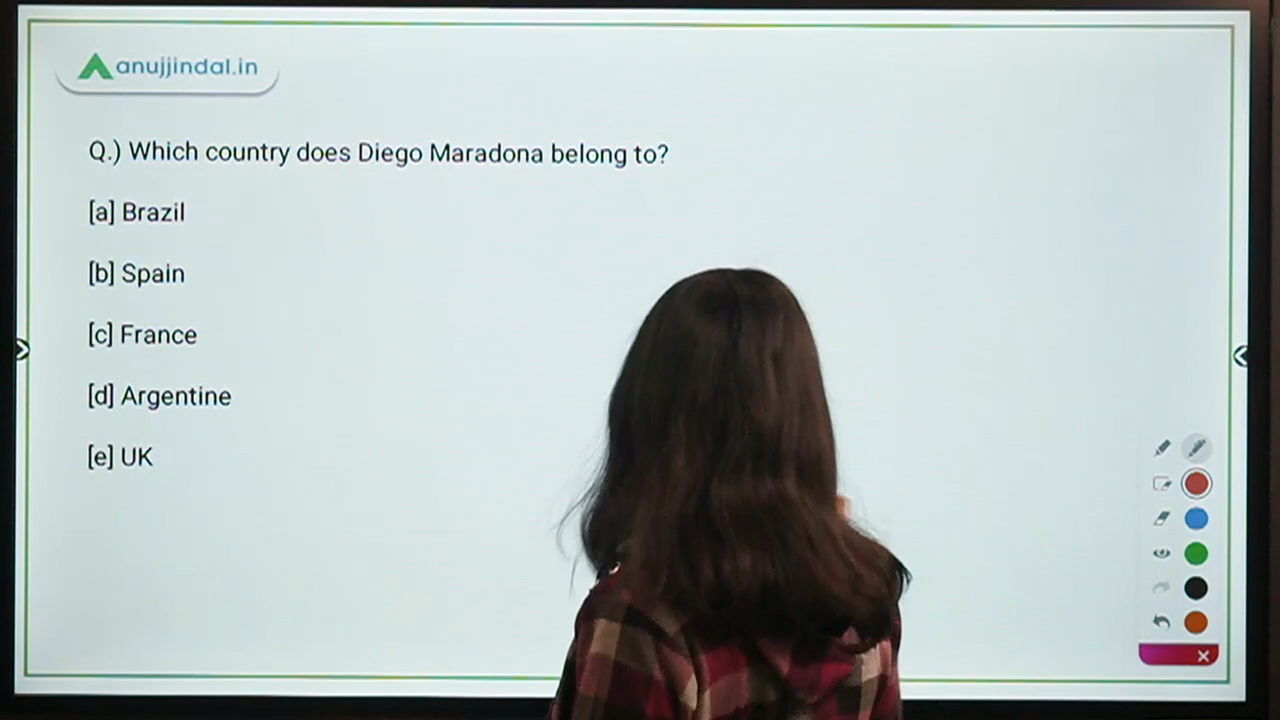 anujjindal.in
Q.) Which country does Diego Maradona belong to?
[a] Brazil
[b] Spain
[c] France
[d] Argentine
[e] UK